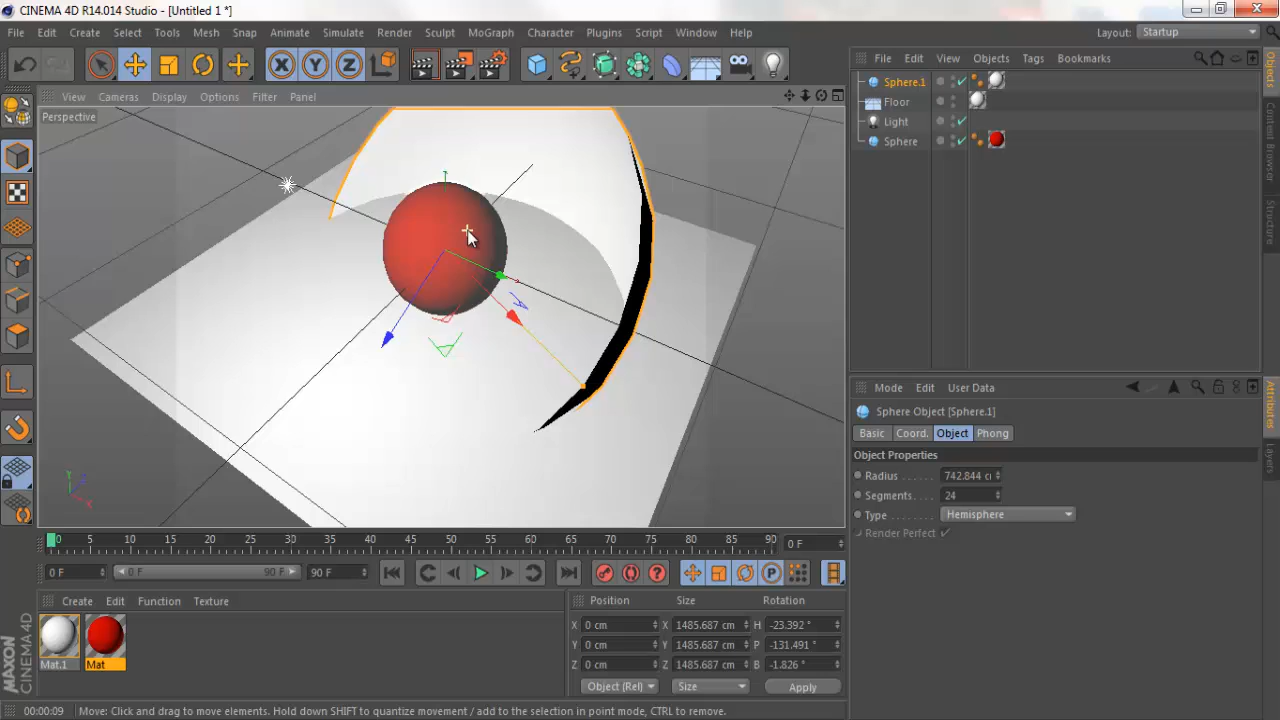 CINEMA 4D R14.014 Studio - [Untitled 1 *]
File Edit Create Select Tools Mesh Snap Animate Simulate Render Sculpt MoGraph Character Plugins Script Window Help Layout: Startup
X Y Z
File Edit View Objects Tags Bookmarks
View Cameras Display Options Filter Panel
Perspective
Sphere.1
Floor
Light
Sphere
Objects
Content Browser
Structure
Mode Edit User Data
Sphere Object [Sphere.1]
Basic Coord. Object Phong
Object Properties
Radius 742.844 c
Segments 24
Type Hemisphere
Render Perfect
Attributes
Layers
Y Z X
0 5 10 15 20 25 30 35 40 45 50 55 60 65 70 75 80 85 90 0 F
0 F 0 F 90 F 90 F
Create Edit Function Texture
Mat.1 Mat
Position Size Rotation
X 0 cm X 1485.687 cm H -23.392 °
Y 0 cm Y 1485.687 cm P -131.491 °
Z 0 cm Z 1485.687 cm B -1.826 °
Object (Rel) Size Apply
MAXON CINEMA 4D
00:00:09 Move: Click and drag to move elements. Hold down SHIFT to quantize movement / add to the selection in point mode, CTRL to remove.